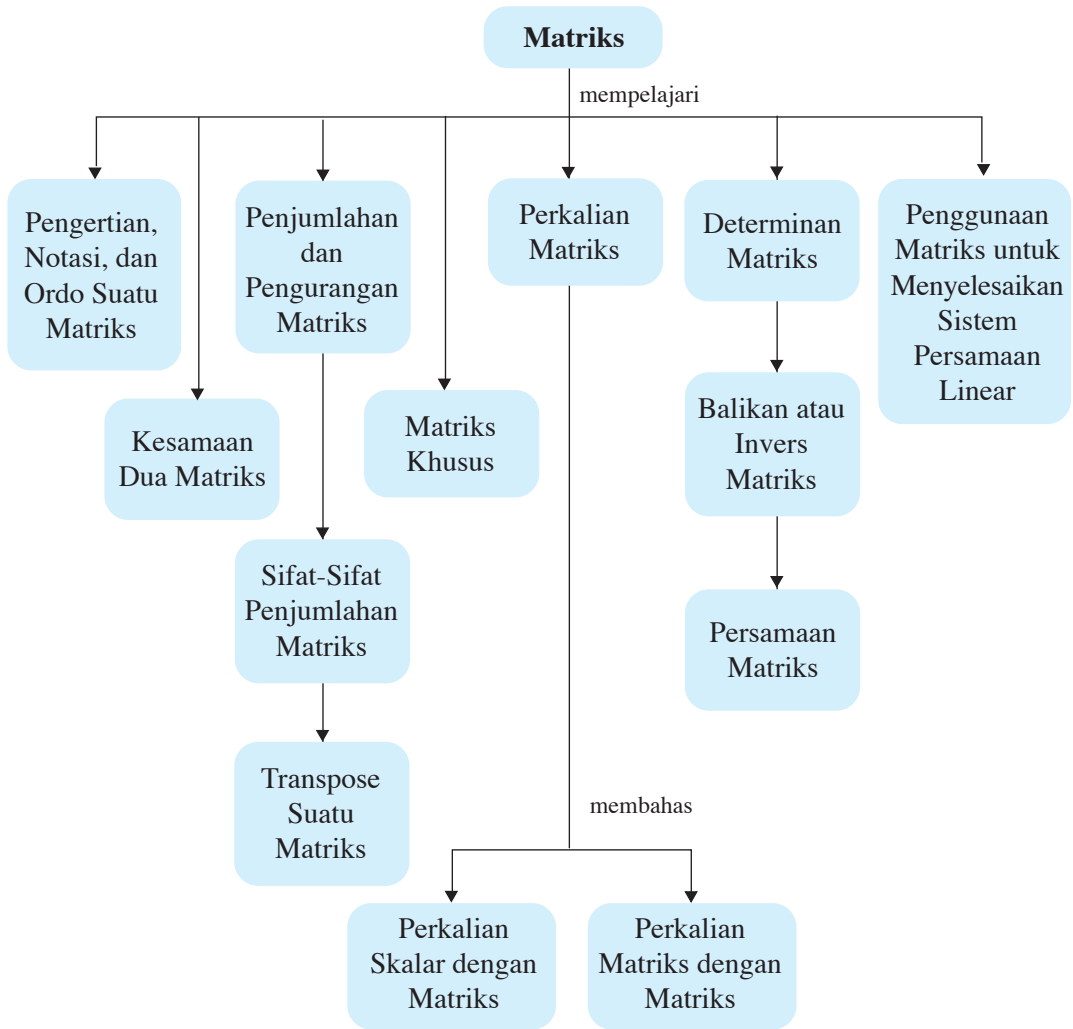 Matriks
mempelajari
Pengertian,
Notasi, dan
Ordo Suatu
Matriks
Kesamaan
Dua Matriks
Penjumlahan
dan
Pengurangan
Matriks
Sifat-Sifat
Penjumlahan
Matriks
Transpose
Suatu
Matriks
Matriks
Khusus
Perkalian
Matriks
membahas
Perkalian
Skalar dengan
Matriks
Perkalian
Matriks dengan
Matriks
Determinan
Matriks
Balikan atau
Invers
Matriks
Persamaan
Matriks
Penggunaan
Matriks untuk
Menyelesaikan
Sistem
Persamaan
Linear